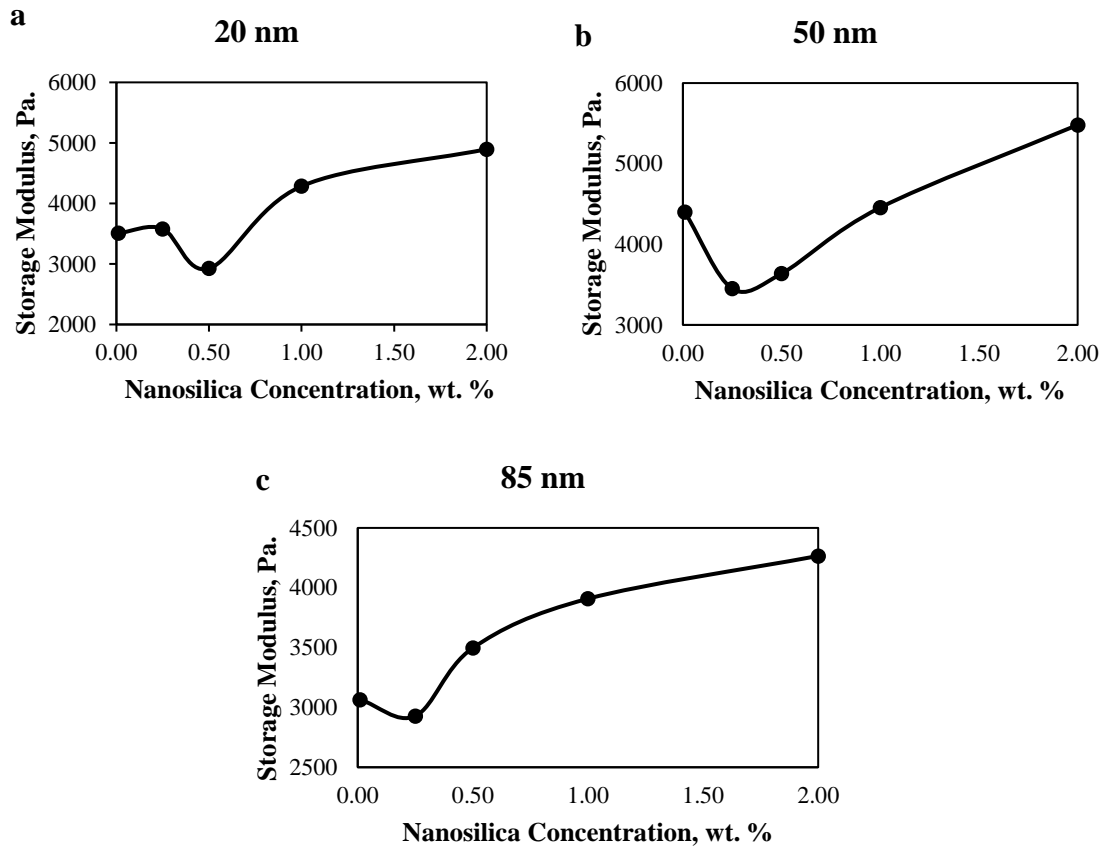 a
20 nm
Storage Modulus, Pa.
6000
5000
4000
3000
2000
0.00 0.50 1.00 1.50 2.00
Nanosilica Concentration, wt. %
b
50 nm
Storage Modulus, Pa.
6000
5000
4000
3000
0.00 0.50 1.00 1.50 2.00
Nanosilica Concentration, wt. %
c
85 nm
Storage Modulus, Pa.
4500
4000
3500
3000
2500
0.00 0.50 1.00 1.50 2.00
Nanosilica Concentration, wt. %